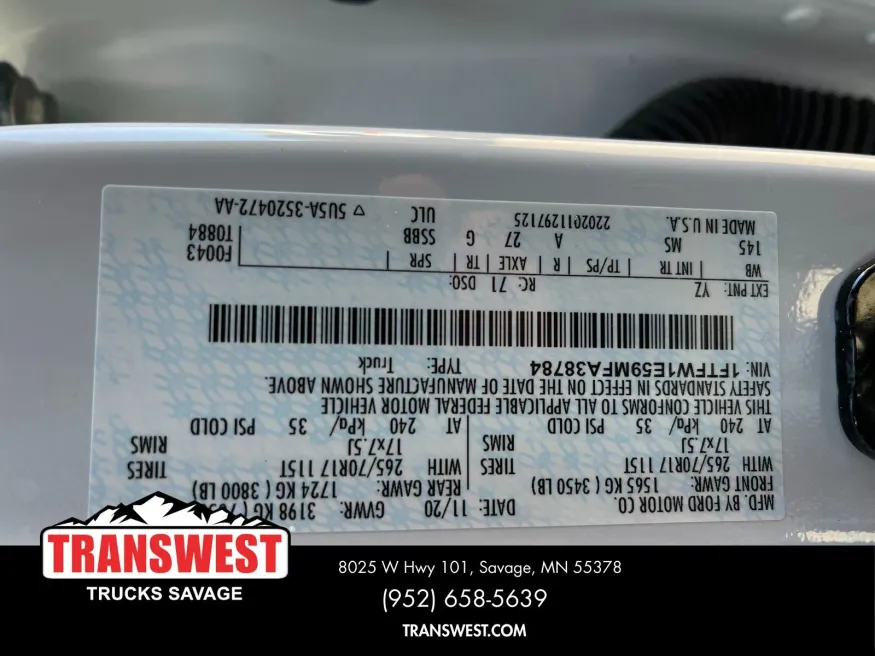 MFD. BY FORD MOTOR CO.
DATE: 11/20 GVWR: 3198 KG
FRONT GAWR: 1565 KG ( 3450 LB) REAR GAWR: 1724 KG ( 3800 LB)
WITH 265/70R17 115T TIRES WITH 265/70R17 115T TIRES
17x7.5J RIMS 17x7.5J RIMS
AT 240 kPa/ 35 PSI COLD AT 240 kPa/ 35 PSI COLD
THIS VEHICLE CONFORMS TO ALL APPLICABLE FEDERAL MOTOR VEHICLE
SAFETY STANDARDS IN EFFECT ON THE DATE OF MANUFACTURE SHOWN ABOVE.
VIN: 1FTFW1E59MFA38784 TYPE: Truck
EXT PNT: YZ RC: 71 DSO:
WB | INT TR | TP/PS | R | AXLE | TR | SPR | F0043
145 MS A 27 G SSBB T0884
MADE IN U.S.A. 2202011297125 ULC ▽ 5U5A-3520472-AA
TRANSWEST
TRUCKS SAVAGE
8025 W Hwy 101, Savage, MN 55378
(952) 658-5639
TRANSWEST.COM